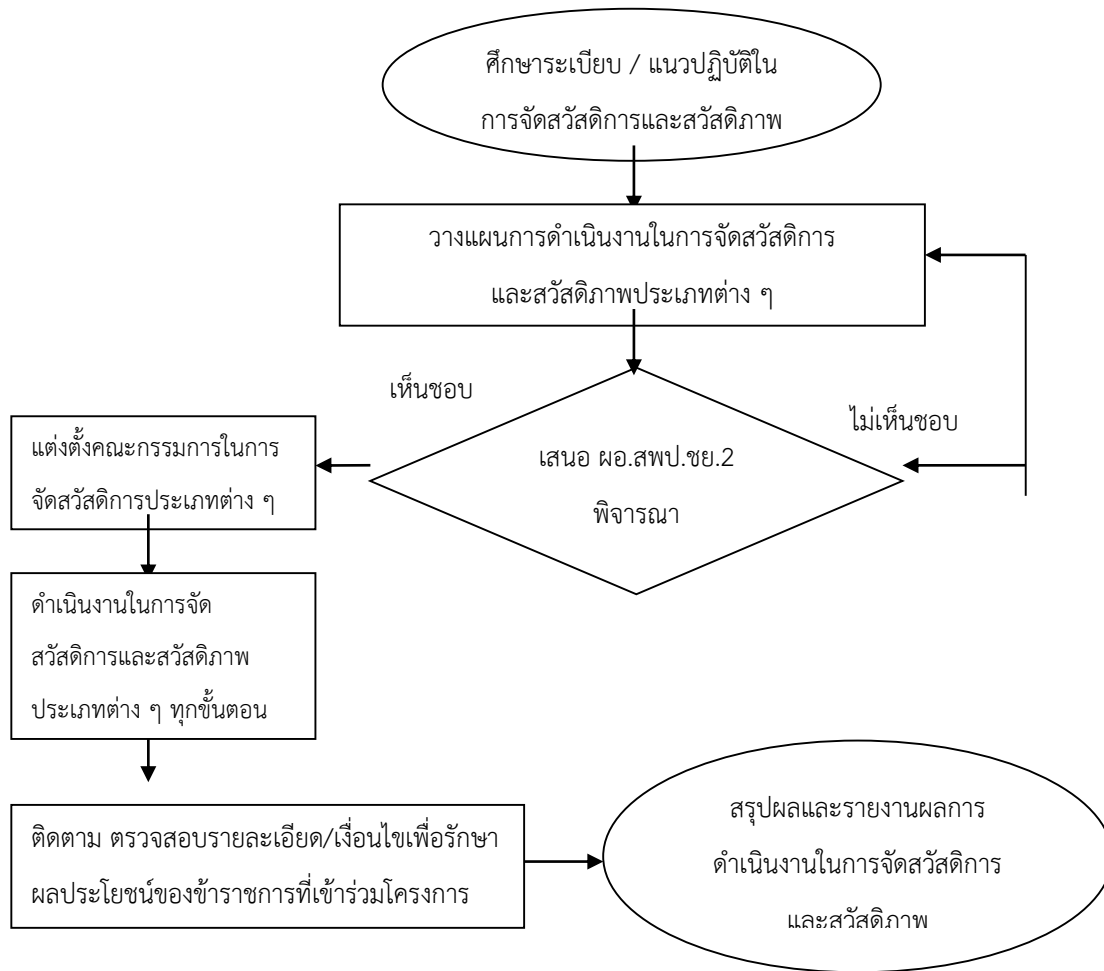 ศึกษาระเบียบ / แนวปฏิบัติใน
การจัดสวัสดิการและสวัสดิภาพ
วางแผนการดำเนินงานในการจัดสวัสดิการ
และสวัสดิภาพประเภทต่าง ๆ
เห็นชอบ
ไม่เห็นชอบ
เสนอ ผอ.สพป.ชย.2
พิจารณา
แต่งตั้งคณะกรรมการในการ
จัดสวัสดิการประเภทต่าง ๆ
ดำเนินงานในการจัด
สวัสดิการและสวัสดิภาพ
ประเภทต่าง ๆ ทุกขั้นตอน
ติดตาม ตรวจสอบรายละเอียด/เงื่อนไขเพื่อรักษา
ผลประโยชน์ของข้าราชการที่เข้าร่วมโครงการ
สรุปผลและรายงานผลการ
ดำเนินงานในการจัดสวัสดิการ
และสวัสดิภาพ